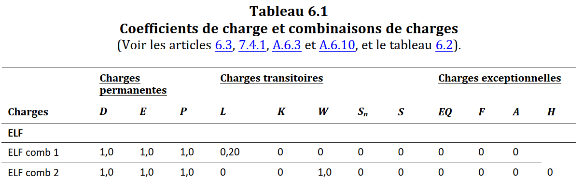 Tableau 6.1
Coefficients de charge et combinaisons de charges
(Voir les articles 6.3, 7.4.1, A.6.3 et A.6.10, et le tableau 6.2).
Charges permanentes Charges transitoires Charges exceptionnelles
Charges D E P L K W Sn S EQ F A H
ELF
ELF comb 1 1,0 1,0 1,0 0,20 0 0 0 0 0 0 0
ELF comb 2 1,0 1,0 1,0 0 0 1,0 0 0 0 0 0 0